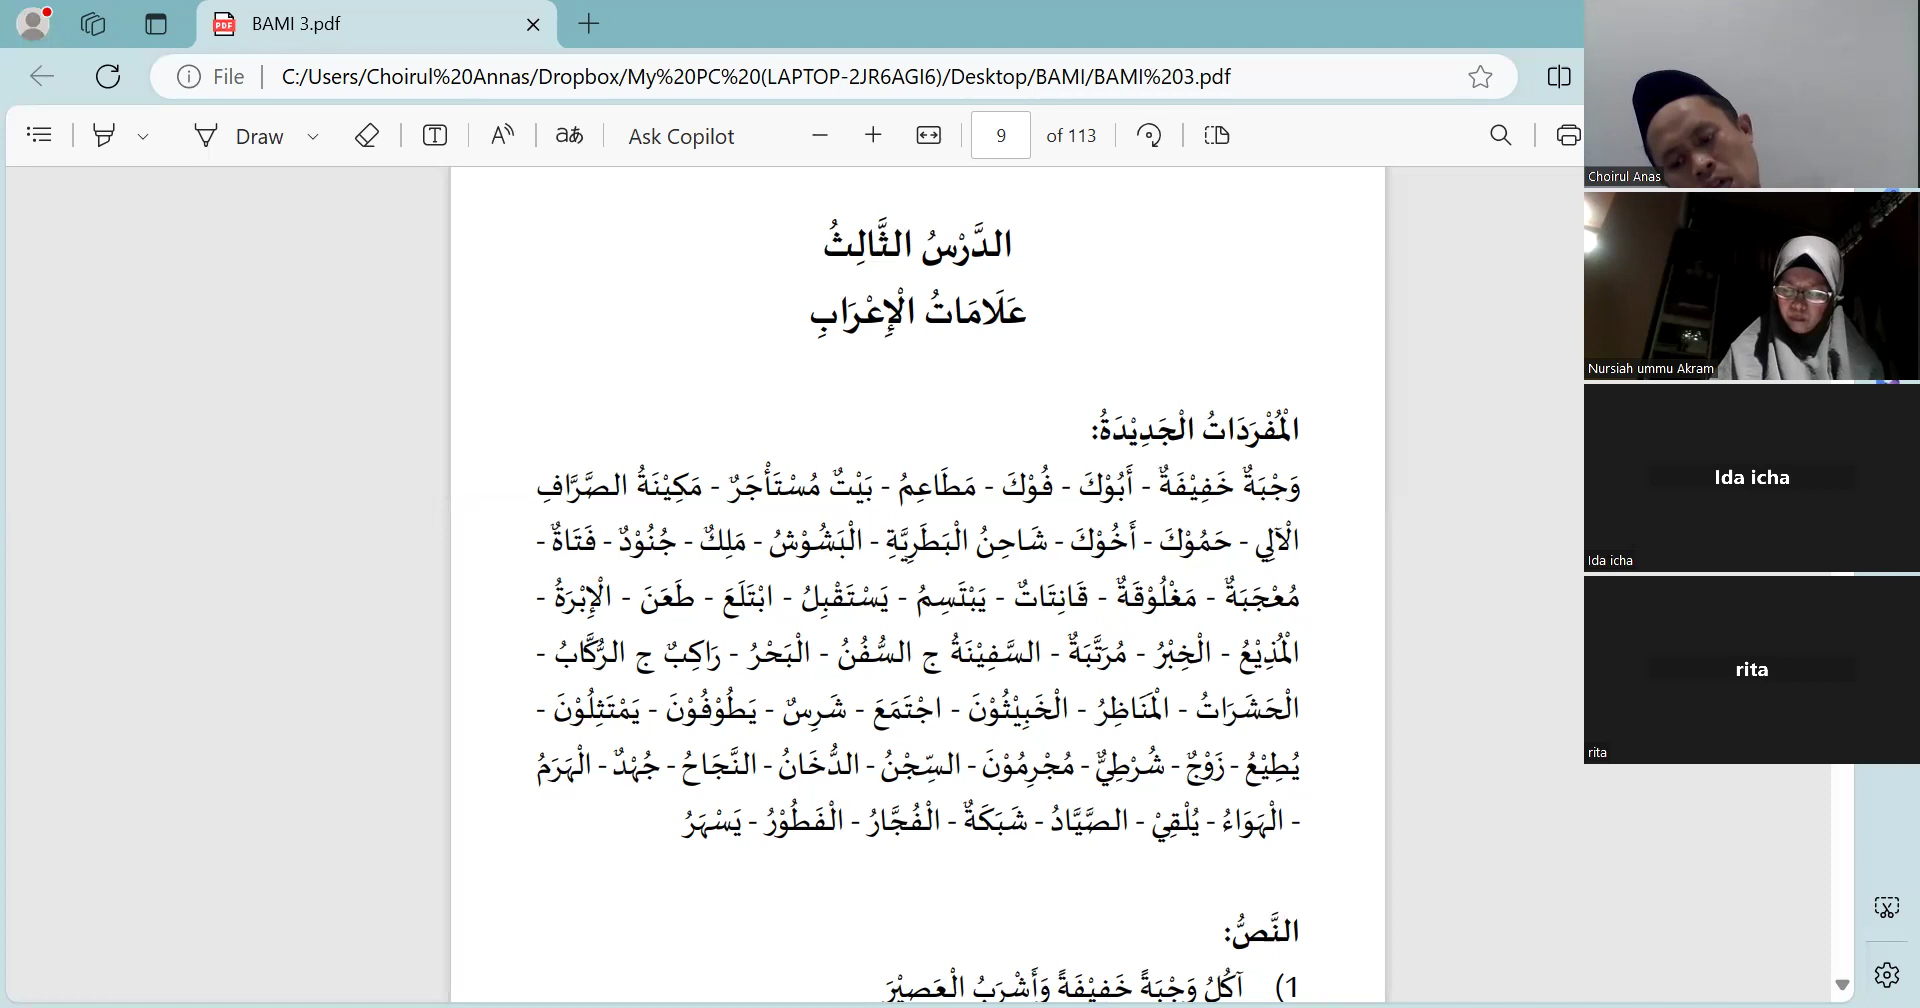 BAMI 3.pdf
File
C:/Users/Choirul%20Annas/Dropbox/My%20PC%20(LAPTOP-2JR6AGI6)/Desktop/BAMI/BAMI%203.pdf
Draw
Ask Copilot
9 of 113
الدَّرْسُ الثَّالِثُ
عَلَامَاتُ الْإِعْرَابِ
الْمُفْرَدَاتُ الْجَدِيْدَةُ:
وَجْبَةٌ خَفِيْفَةٌ - أَبُوْكَ - فُوْكَ - مَطَاعِمُ - بَيْتٌ مُسْتَأْجَرٌ - مَكِيْنَةُ الصَّرَّافِ
الْآلِي - حَمُوْكَ - أَخُوْكَ - شَاحِنُ الْبَطَرِيَّةِ - الْبَشُوْشُ - مَلِكٌ - جُنُوْدٌ - فَتَاةٌ -
مُعْجَبَةٌ - مَغْلُوْقَةٌ - قَانِتَاتٌ - يَبْتَسِمُ - يَسْتَقْبِلُ - ابْتَلَعَ - طَعَنَ - الْإِبْرَةُ -
الْمُذِيْعُ - الْخِبْرُ - مُرَتَّبَةٌ - السَّفِيْنَةُ ج السُّفُنُ - الْبَحْرُ - رَاكِبٌ ج الرُّكَّابُ -
الْحَشَرَاتُ - الْمَنَاظِرُ - الْخَبِيْثُوْنَ - اجْتَمَعَ - شَرِسٌ - يَطُوْفُوْنَ - يَمْتَثِلُوْنَ -
يُطِيْعُ - زَوْجٌ - شُرْطِيٌّ - مُجْرِمُوْنَ - السِّجْنُ - الدُّخَانُ - النَّجَاحُ - جُهْدٌ - الْهَرَمُ
- الْهَوَاءُ - يُلْقِيْ - الصَّيَّادُ - شَبَكَةٌ - الْفُجَّارُ - الْفَطُوْرُ - يَسْهَرُ
النَّصُّ:
1) آكُلُ وَجْبَةً خَفِيْفَةً وَأَشْرَبُ الْعَصِيْرَ
Choirul Anas
Nursiah ummu Akram
Ida icha
Ida icha
rita
rita